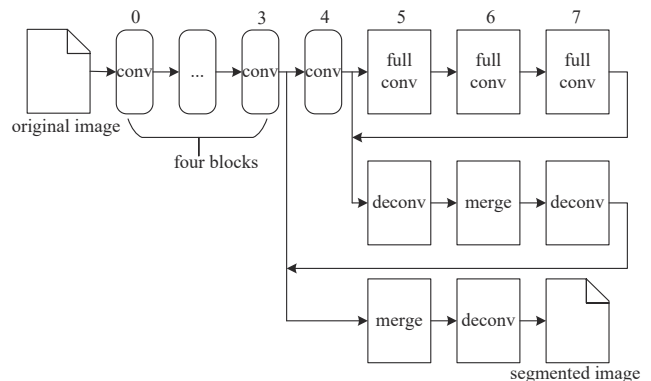 0 3 4 5 6 7
conv ... conv conv full conv full conv full conv
original image
four blocks
deconv merge deconv
merge deconv
segmented image